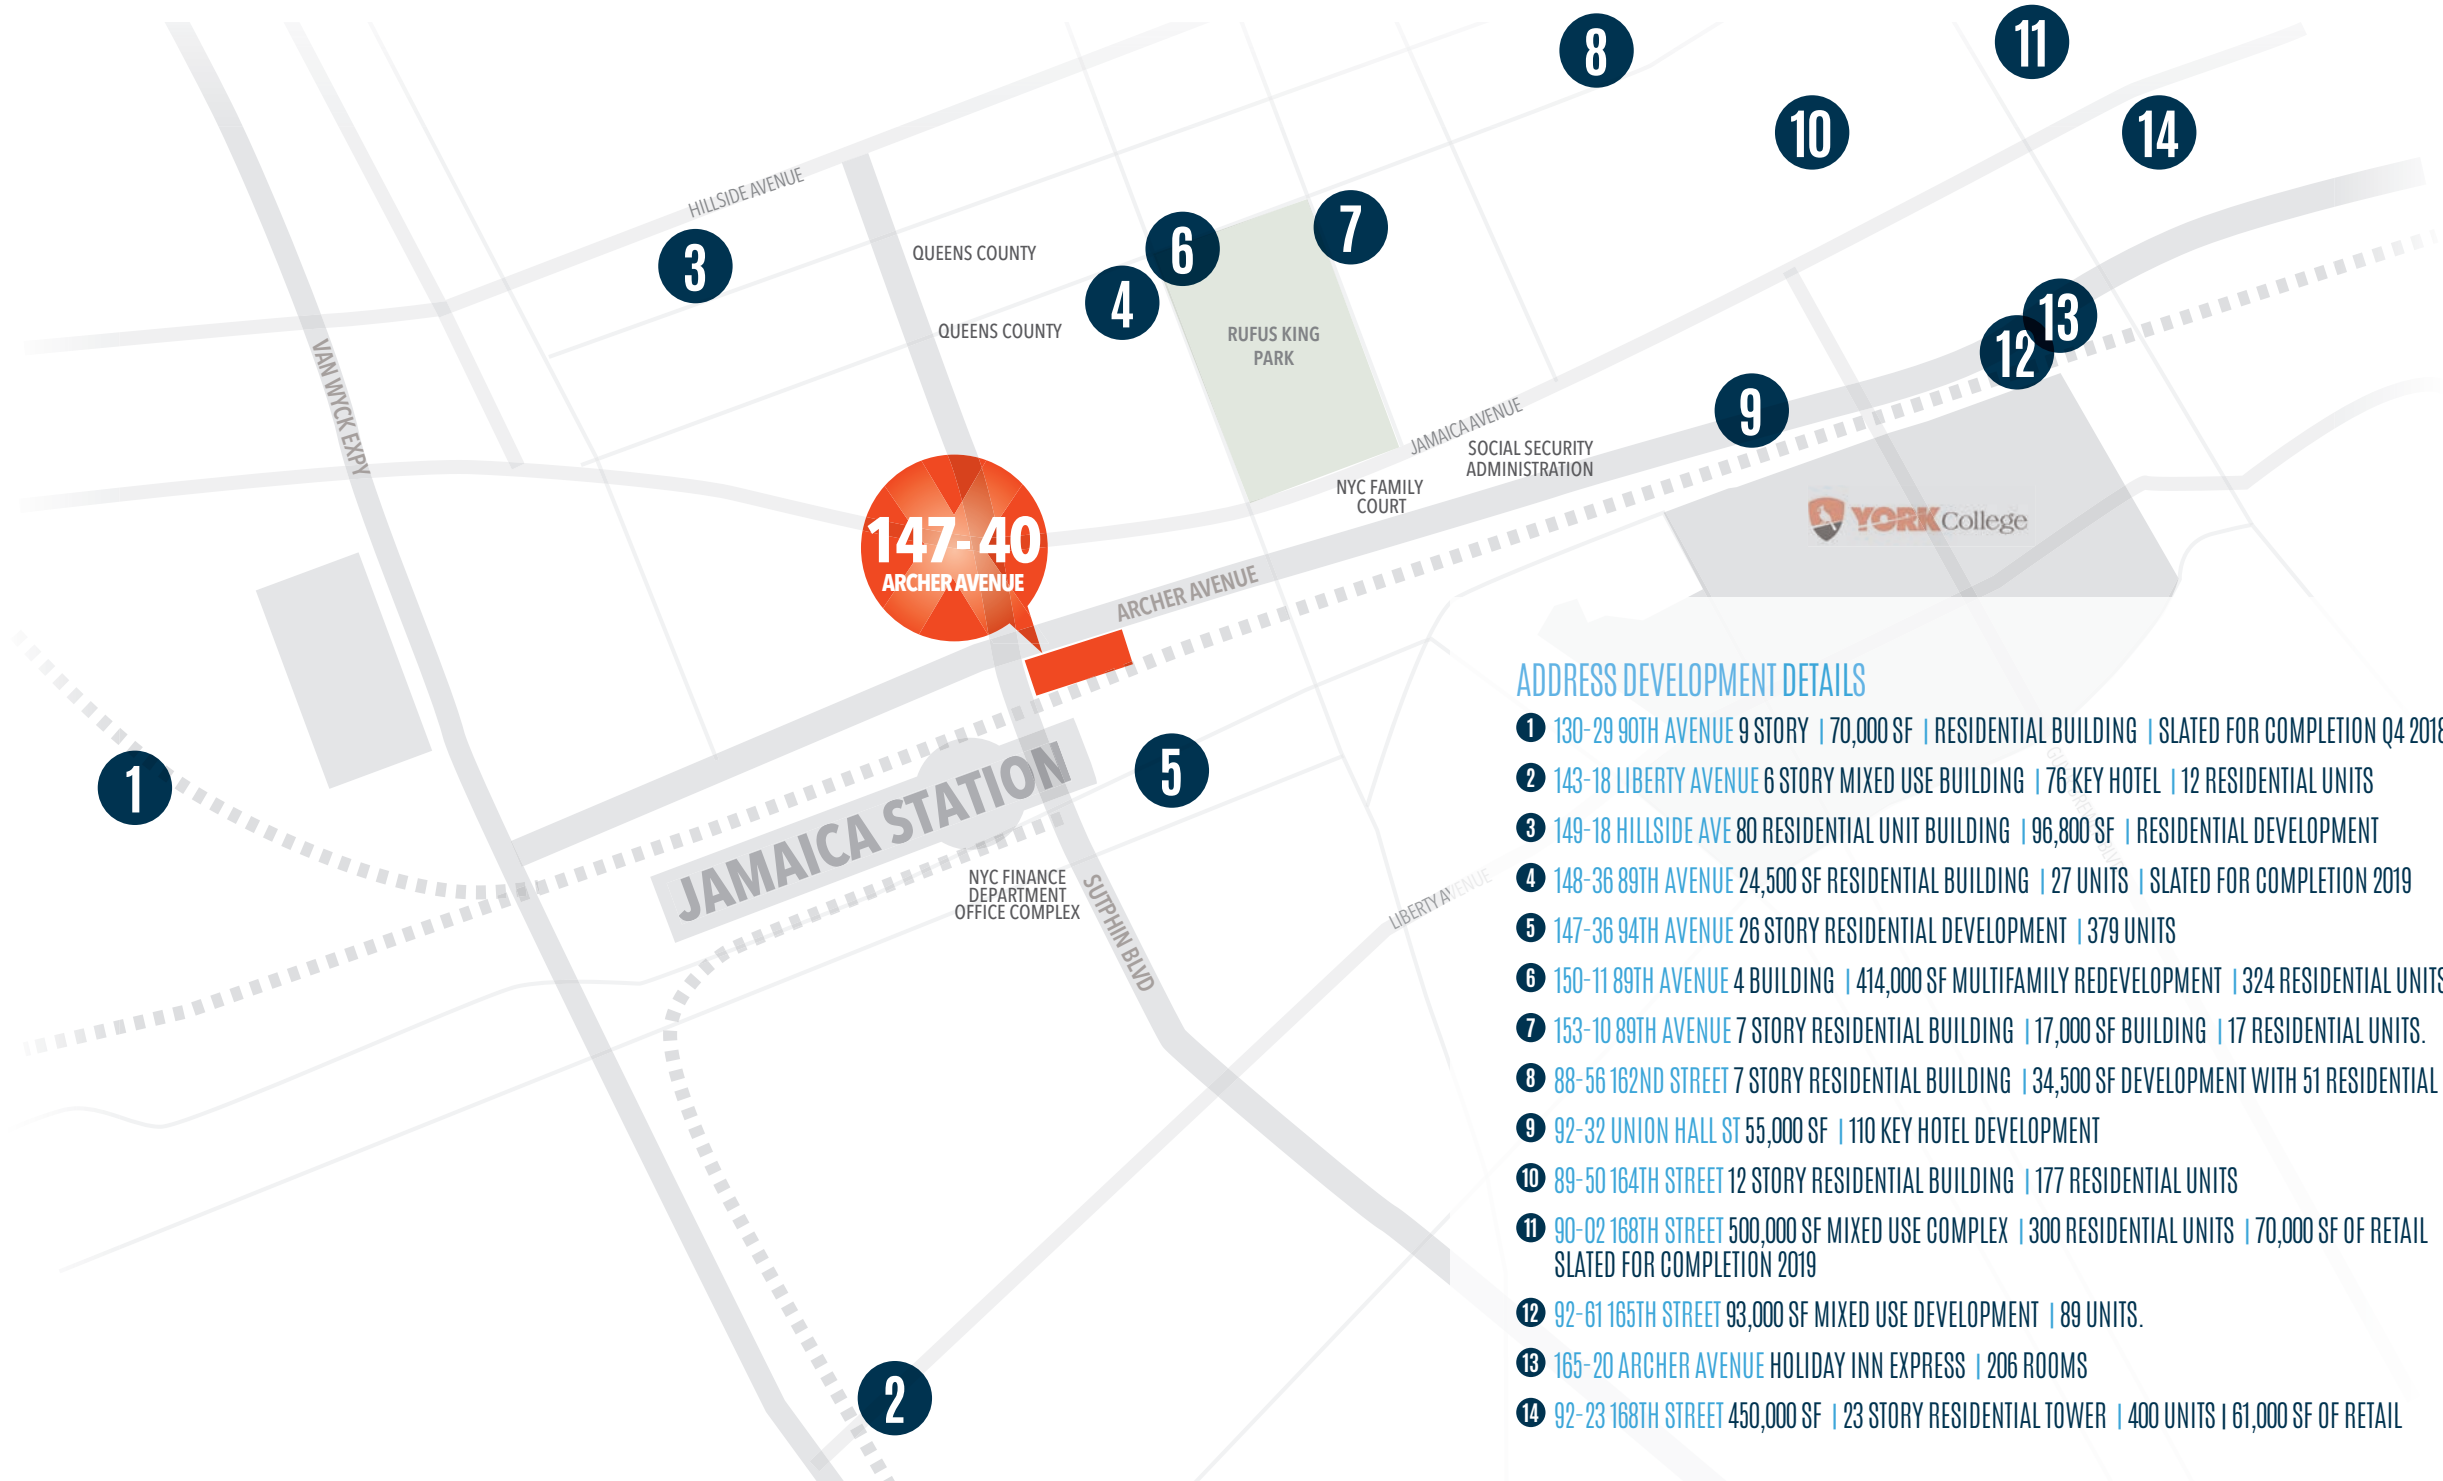 8
11
10
14
HILLSIDE AVENUE
3
QUEENS COUNTY
6
7
4
QUEENS COUNTY
RUFUS KING
PARK
13
12
VAN WYCK EXPY
9
JAMAICA AVENUE
SOCIAL SECURITY
ADMINISTRATION
NYC FAMILY
COURT
147-40
ARCHER AVENUE
YORK College
ARCHER AVENUE
1
JAMAICA STATION
5
NYC FINANCE
DEPARTMENT
OFFICE COMPLEX
SUTPHIN BLVD
LIBERTY AVENUE
2
ADDRESS DEVELOPMENT DETAILS
1 130-29 90TH AVENUE 9 STORY | 70,000 SF | RESIDENTIAL BUILDING | SLATED FOR COMPLETION Q4 2018
2 143-18 LIBERTY AVENUE 6 STORY MIXED USE BUILDING | 76 KEY HOTEL | 12 RESIDENTIAL UNITS
3 149-18 HILLSIDE AVE 80 RESIDENTIAL UNIT BUILDING | 96,800 SF | RESIDENTIAL DEVELOPMENT
4 148-36 89TH AVENUE 24,500 SF RESIDENTIAL BUILDING | 27 UNITS | SLATED FOR COMPLETION 2019
5 147-36 94TH AVENUE 26 STORY RESIDENTIAL DEVELOPMENT | 379 UNITS
6 150-11 89TH AVENUE 4 BUILDING | 414,000 SF MULTIFAMILY REDEVELOPMENT | 324 RESIDENTIAL UNITS
7 153-10 89TH AVENUE 7 STORY RESIDENTIAL BUILDING | 17,000 SF BUILDING | 17 RESIDENTIAL UNITS.
8 88-56 162ND STREET 7 STORY RESIDENTIAL BUILDING | 34,500 SF DEVELOPMENT WITH 51 RESIDENTIAL
9 92-32 UNION HALL ST 55,000 SF | 110 KEY HOTEL DEVELOPMENT
10 89-50 164TH STREET 12 STORY RESIDENTIAL BUILDING | 177 RESIDENTIAL UNITS
11 90-02 168TH STREET 500,000 SF MIXED USE COMPLEX | 300 RESIDENTIAL UNITS | 70,000 SF OF RETAIL
SLATED FOR COMPLETION 2019
12 92-61 165TH STREET 93,000 SF MIXED USE DEVELOPMENT | 89 UNITS.
13 165-20 ARCHER AVENUE HOLIDAY INN EXPRESS | 206 ROOMS
14 92-23 168TH STREET 450,000 SF | 23 STORY RESIDENTIAL TOWER | 400 UNITS | 61,000 SF OF RETAIL